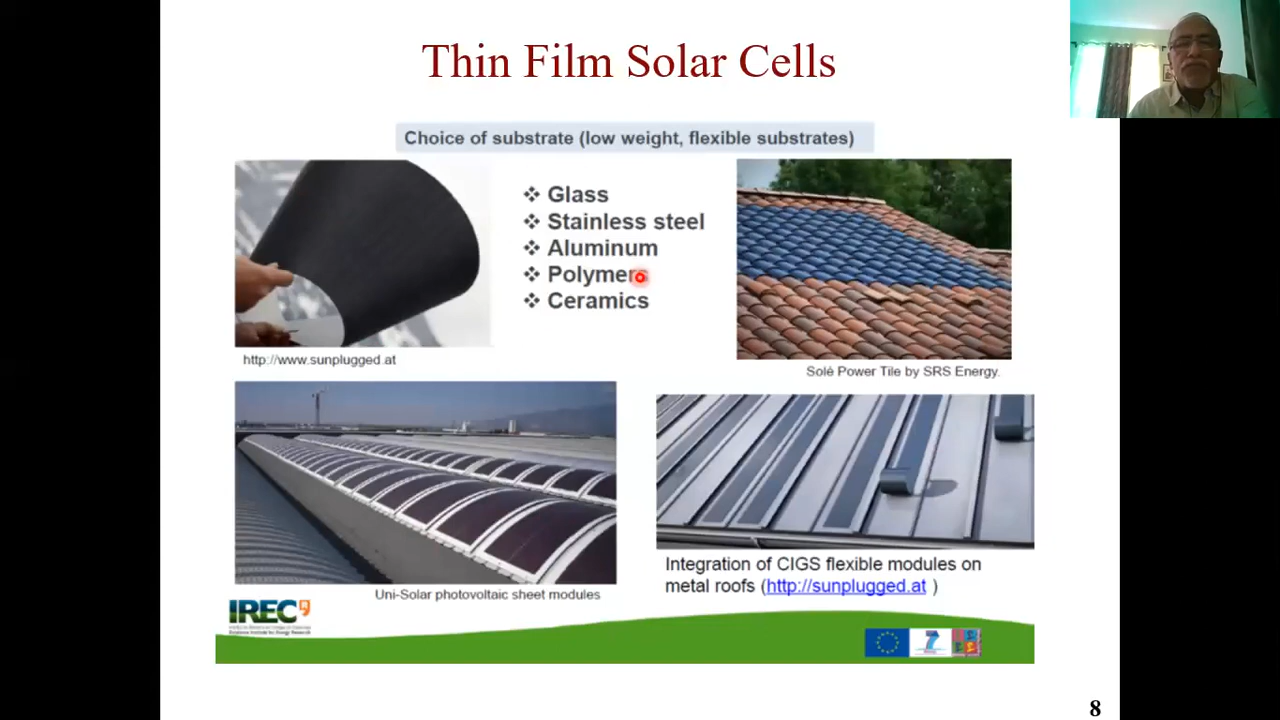 Thin Film Solar Cells
Choice of substrate (low weight, flexible substrates)
❖ Glass
❖ Stainless steel
❖ Aluminum
❖ Polymers
❖ Ceramics
http://www.sunplugged.at
Solé Power Tile by SRS Energy.
Uni-Solar photovoltaic sheet modules
Integration of CIGS flexible modules on
metal roofs (http://sunplugged.at )
IREC
7
8